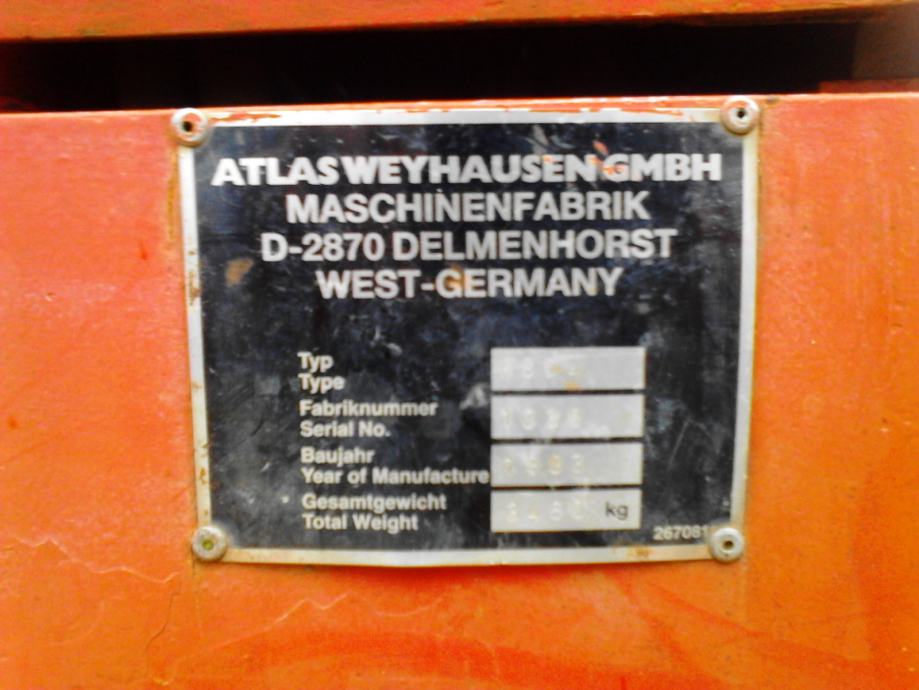 ATLAS WEYHAUSEN GMBH
MASCHINENFABRIK
D-2870 DELMENHORST
WEST-GERMANY
Typ
Type
Fabriknummer
Serial No.
Baujahr
Year of Manufacture
Gesamtgewicht
Total Weight
kg